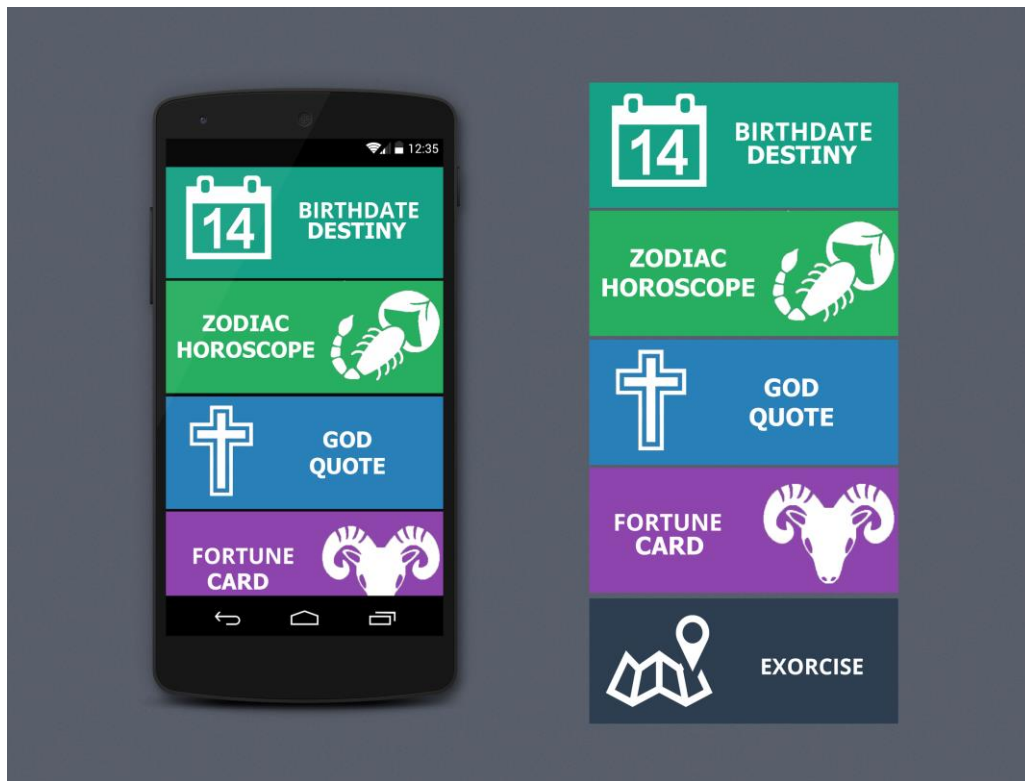 12:35
14
BIRTHDATE
DESTINY
ZODIAC
HOROSCOPE
GOD
QUOTE
FORTUNE
CARD
14
BIRTHDATE
DESTINY
ZODIAC
HOROSCOPE
GOD
QUOTE
FORTUNE
CARD
EXORCISE